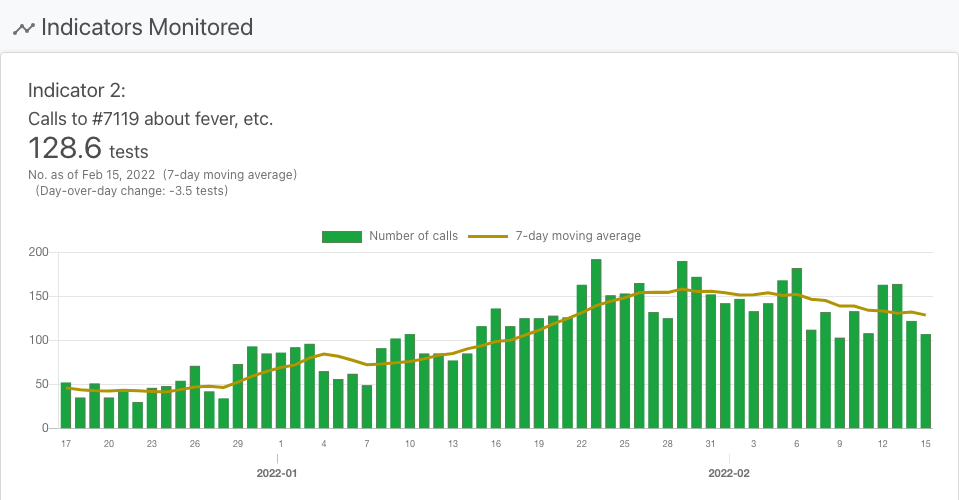 Indicators Monitored
Indicator 2:
Calls to #7119 about fever, etc.
128.6 tests
No. as of Feb 15, 2022 (7-day moving average)
(Day-over-day change: -3.5 tests)
Number of calls 7-day moving average
200
150
100
50
0
17 20 23 26 29 1 4 7 10 13 16 19 22 25 28 31 3 6 9 12 15
2022-01 2022-02